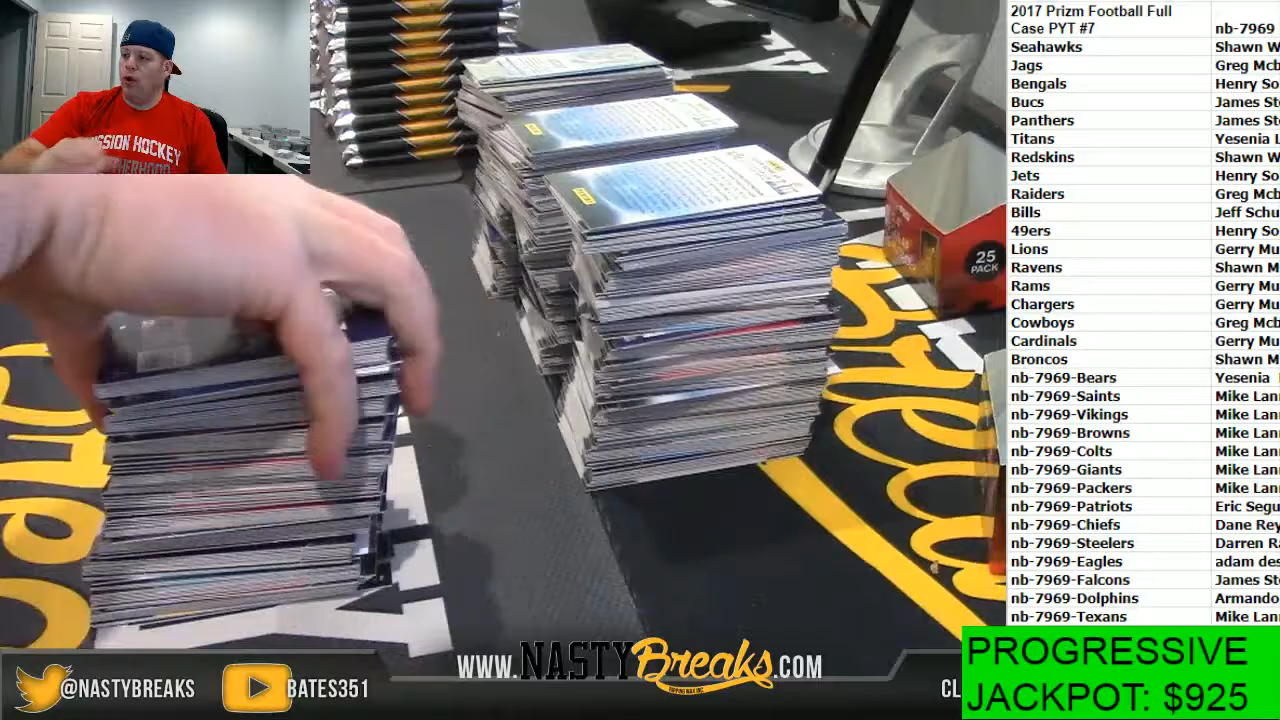 2017 Prizm Football Full
Case PYT #7 nb-7969
Seahawks Shawn W
Jags Greg Mcb
Bengals Henry So
Bucs James St
Panthers James St
Titans Yesenia L
Redskins Shawn W
Jets Henry So
Raiders Greg Mcb
Bills Jeff Schu
49ers Henry So
Lions Gerry Mu
Ravens Shawn M
Rams Gerry Mu
Chargers Gerry Mu
Cowboys Greg Mcb
Cardinals Gerry Mu
Broncos Shawn M
nb-7969-Bears Yesenia
nb-7969-Saints Mike Lan
nb-7969-Vikings Mike Lan
nb-7969-Browns Mike Lan
nb-7969-Colts Mike Lan
nb-7969-Giants Mike Lan
nb-7969-Packers Mike Lan
nb-7969-Patriots Eric Segu
nb-7969-Chiefs Dane Rey
nb-7969-Steelers Darren R
nb-7969-Eagles adam des
nb-7969-Falcons James St
nb-7969-Dolphins Armando
nb-7969-Texans Mike Lan
PROGRESSIVE
JACKPOT: $925
SSION HOCKEY
25
PACK
@NASTYBREAKS
BATES351
WWW.NASTYBreaks.COM
CL